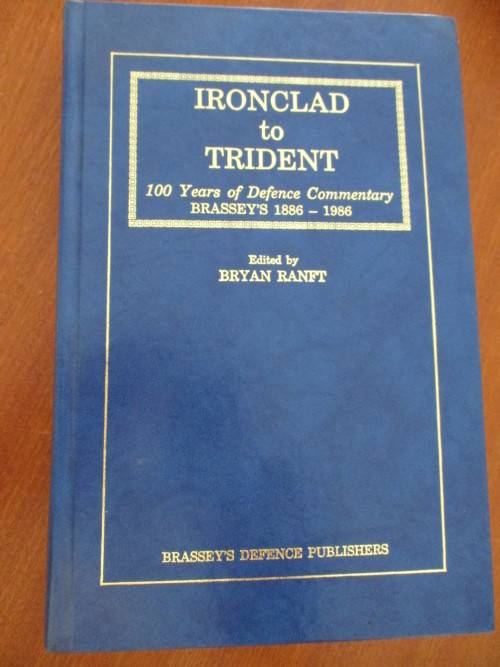 IRONCLAD
to
TRIDENT
100 Years of Defence Commentary
BRASSEY'S 1886 – 1986
Edited by
BRYAN RANFT
BRASSEY'S DEFENCE PUBLISHERS